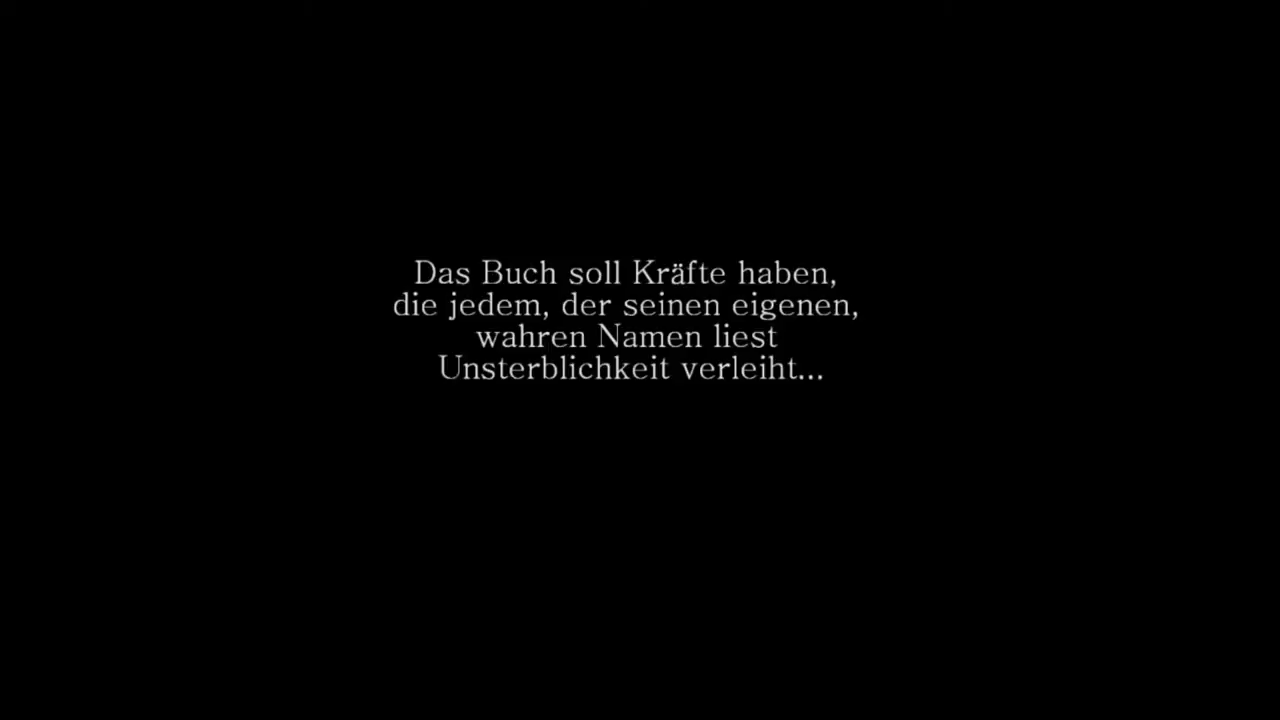 Das Buch soll Kräfte haben,
die jedem, der seinen eigenen,
wahren Namen liest
Unsterblichkeit verleiht...